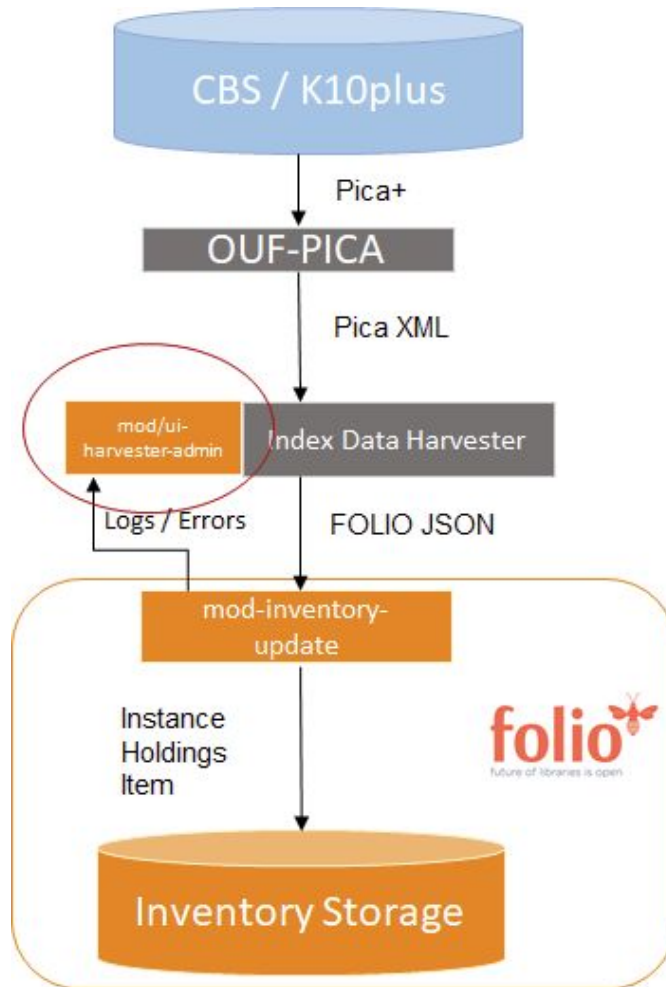 CBS / K10plus
Pica+
OUF-PICA
Pica XML
mod/ui-
harvester-admin
Index Data Harvester
Logs / Errors
FOLIO JSON
mod-inventory-
update
Instance
Holdings
Item
folio
future of libraries is open
Inventory Storage